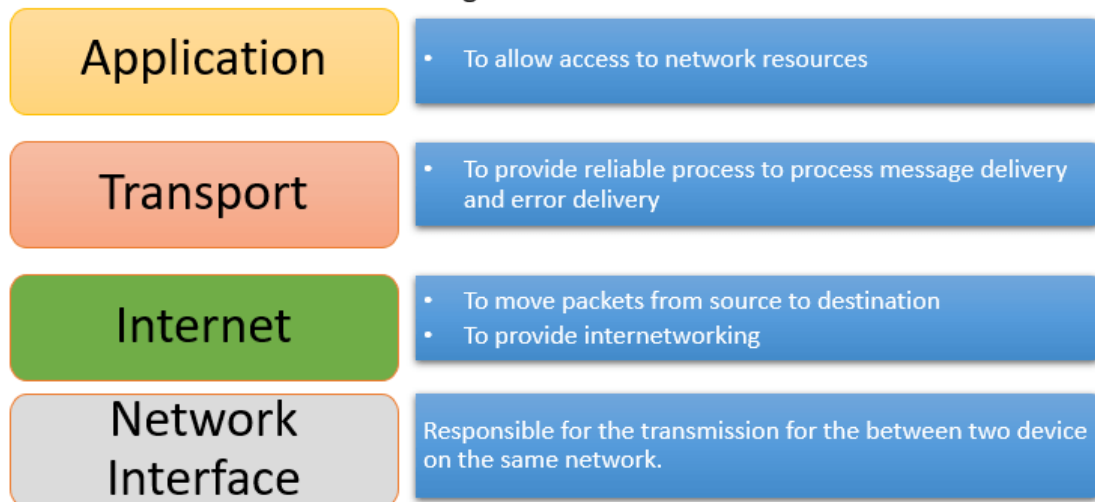 Application
• To allow access to network resources
Transport
• To provide reliable process to process message delivery
and error delivery
Internet
• To move packets from source to destination
• To provide internetworking
Network
Interface
Responsible for the transmission for the between two device
on the same network.